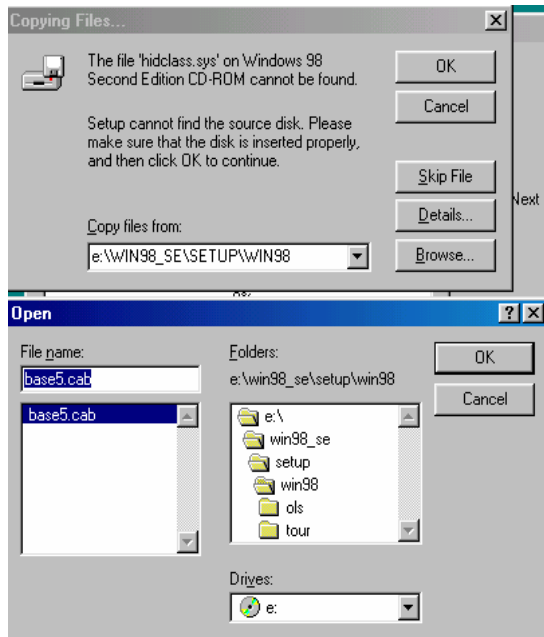 Copying Files...
The file 'hidclass.sys' on Windows 98
Second Edition CD-ROM cannot be found.
Setup cannot find the source disk. Please
make sure that the disk is inserted properly,
and then click OK to continue.
Copy files from:
e:\WIN98_SE\SETUP\WIN98
OK
Cancel
Skip File
Details...
Browse...
Next
0%
Open
File name:
base5.cab
base5.cab
Folders:
e:\win98_se\setup\win98
e:\
win98_se
setup
win98
ols
tour
Drives:
e:
OK
Cancel